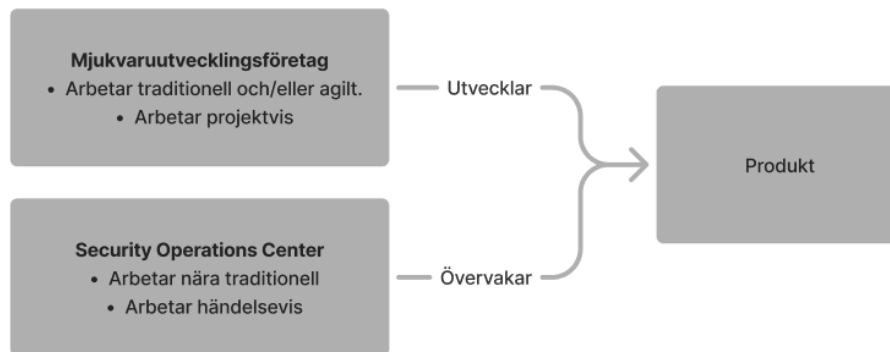 Mjukvaruutvecklingsföretag
• Arbetar traditionell och/eller agilt.
• Arbetar projektvis
Utvecklar
Produkt
Security Operations Center
• Arbetar nära traditionell
• Arbetar händelsevis
Övervakar